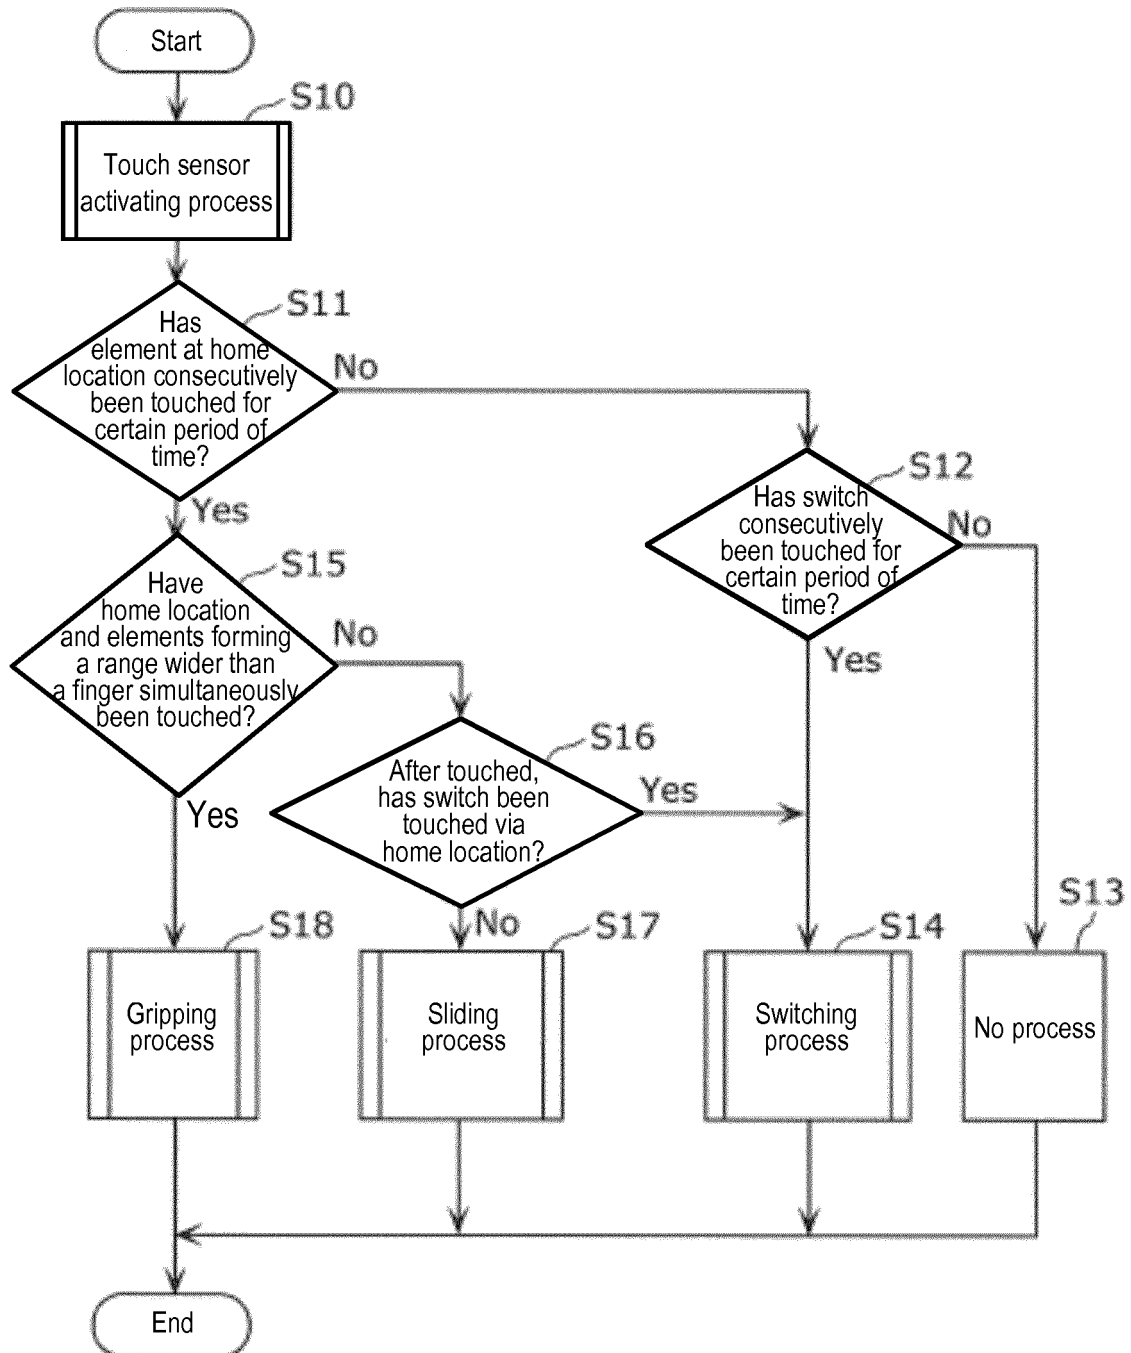 Start
S10
Touch sensor
activating process
S11
Has
element at home
location consecutively
been touched for
certain period of
time?
No
Yes
S12
Has switch
consecutively
been touched for
certain period of
time?
No
Yes
S15
Have
home location
and elements forming
a range wider than
a finger simultaneously
been touched?
No
Yes
S16
After touched,
has switch been
touched via
home location?
Yes
No
S18
Gripping
process
S17
Sliding
process
S14
Switching
process
S13
No process
End